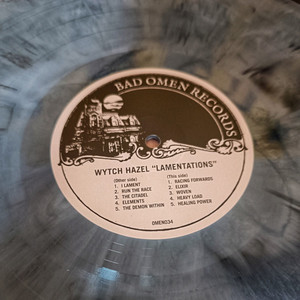 BAD OMEN RECORDS
WYTCH HAZEL "LAMENTATIONS"
(Other side)
1. I LAMENT
2. RUN THE RACE
3. THE CITADEL
4. ELEMENTS
5. THE DEMON WITHIN
(This side)
1. RACING FORWARDS
2. ELIXIR
3. WOVEN
4. HEAVY LOAD
5. HEALING POWER
OMEN034